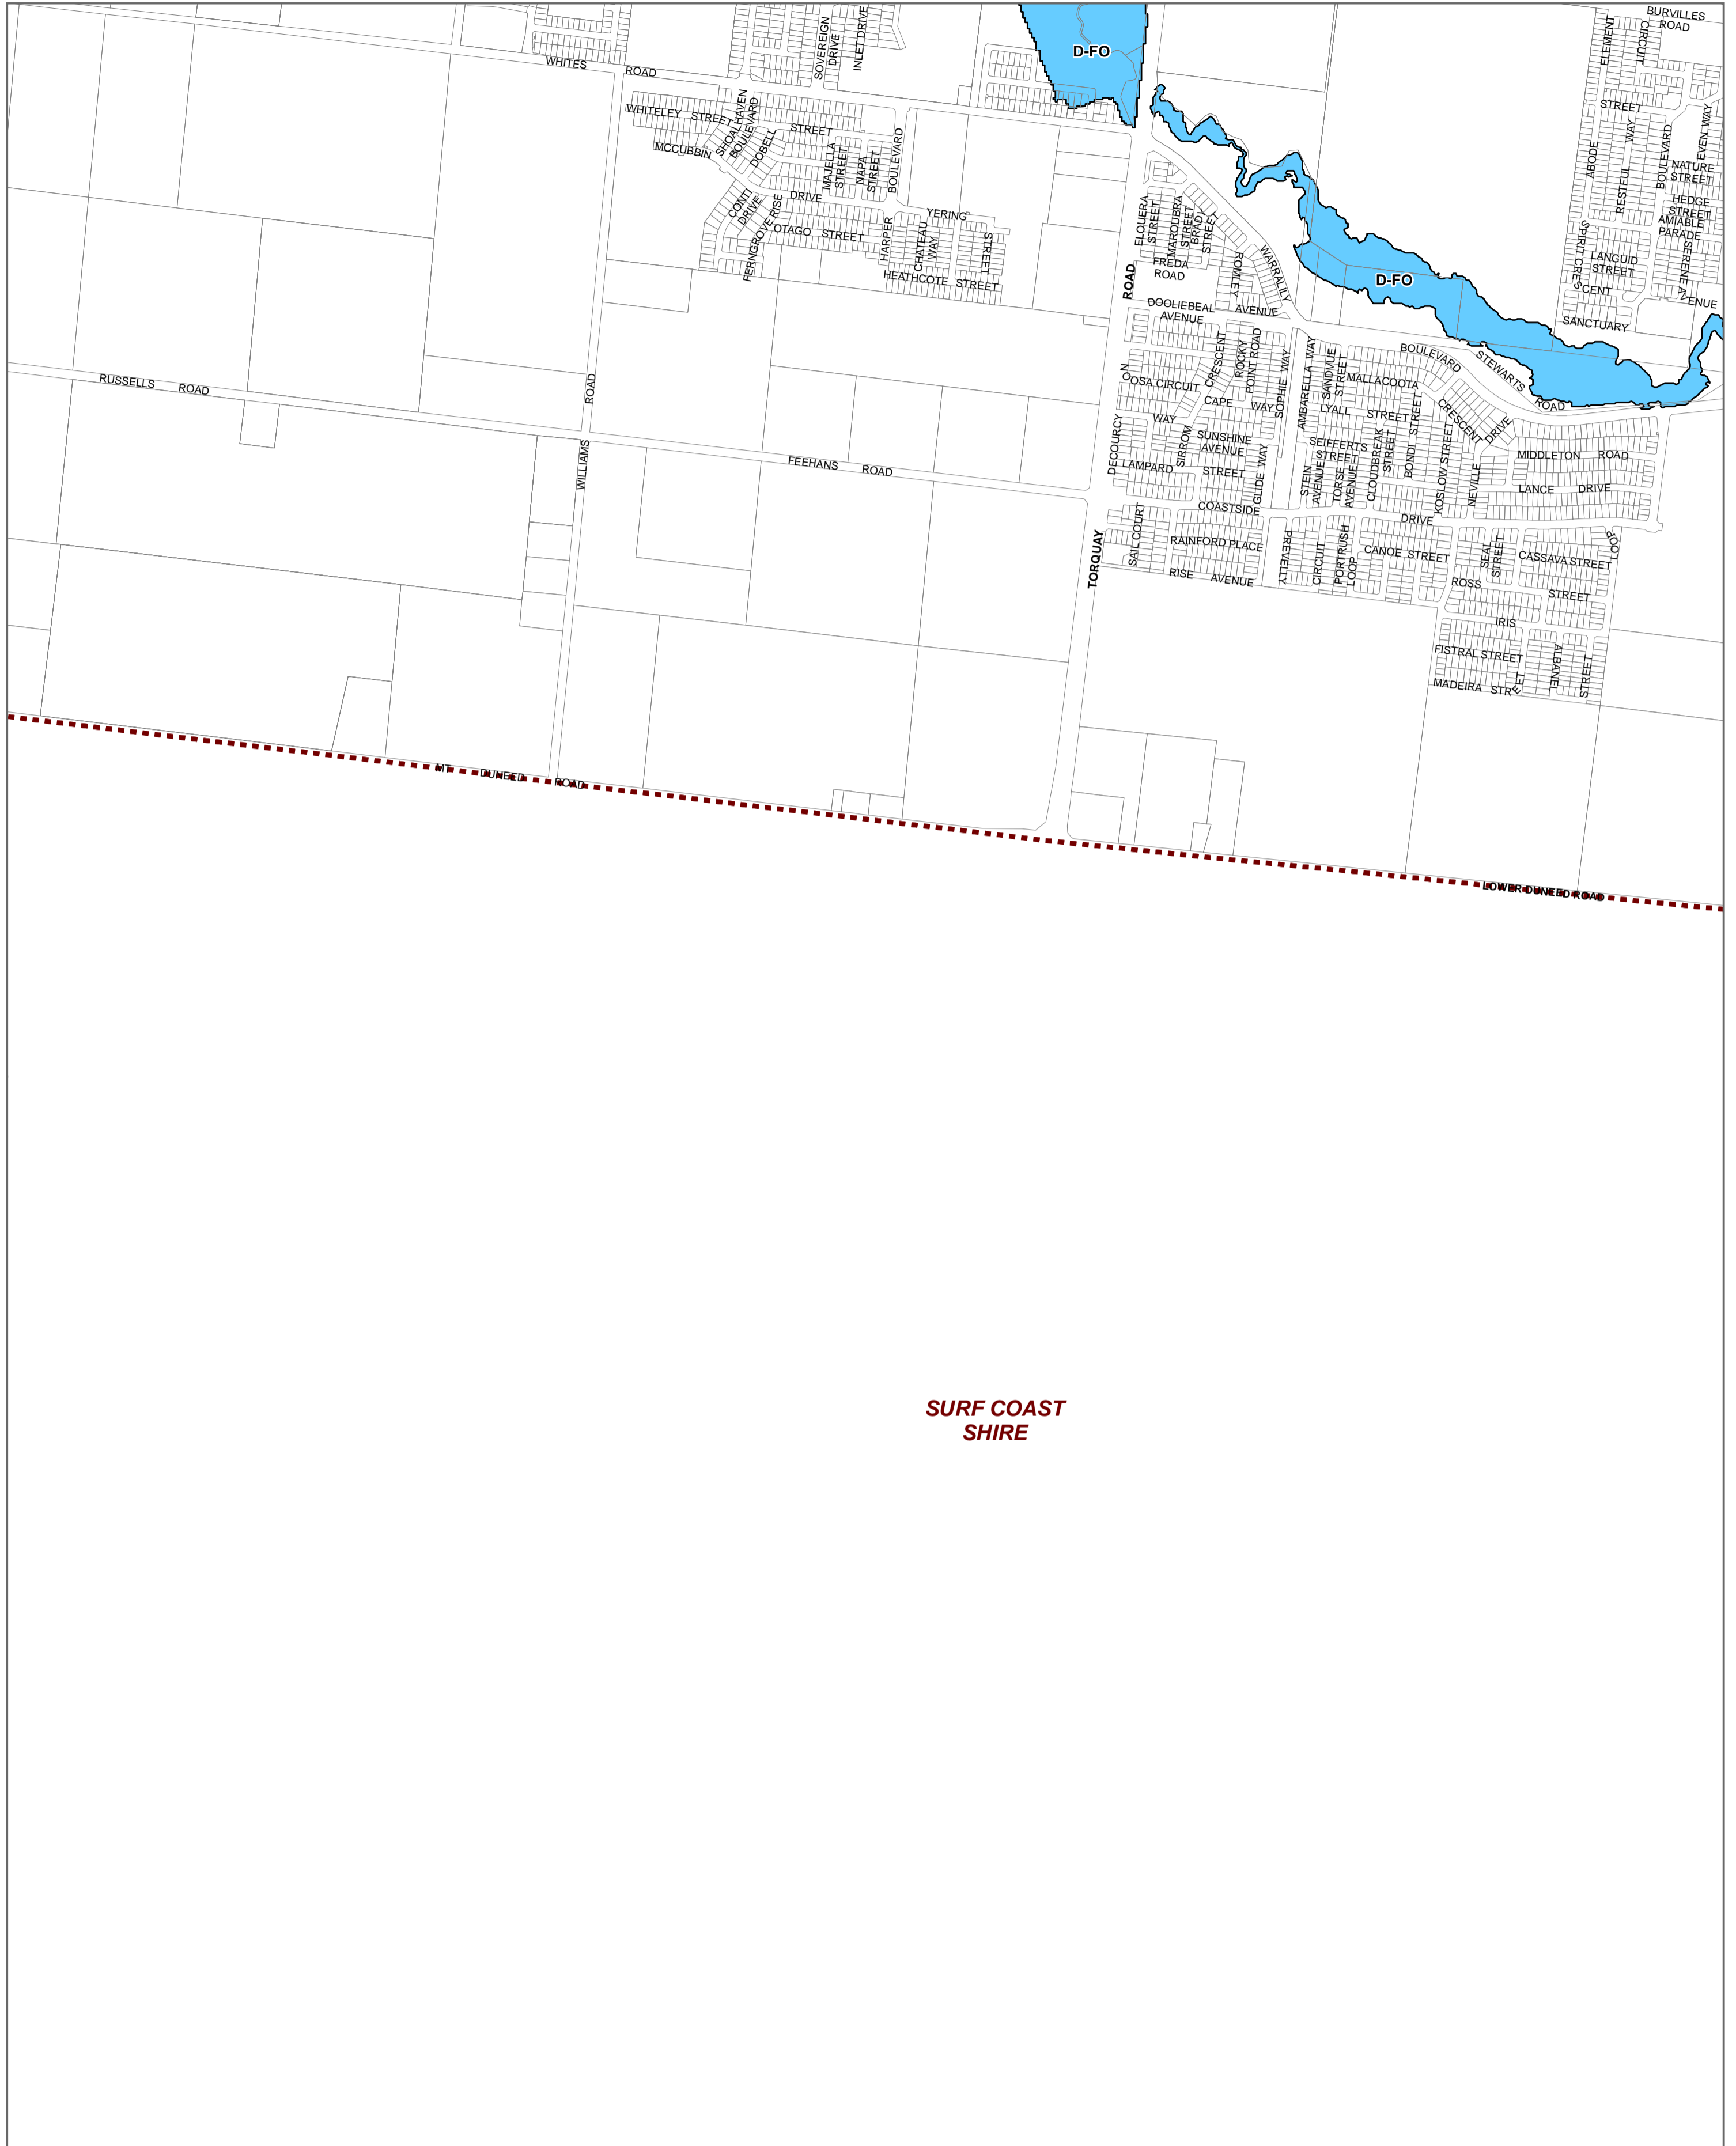 BURVILLES
ROAD
ELEMENT
CIRCUIT
SOVEREIGN
DRIVE
INLET DRIVE
D-FO
WHITES ROAD
WHITELEY STREET
SHOALHAVEN
BOULEVARD
MCCUBBIN
DOBELL
STREET
MAJELLA
STREET
NAPA
STREET
BOULEVARD
DRIVE
CONTI
DRIVE
FERNGROVE RISE
OTAGO STREET
HARPER
CHATEAU
WAY
YERING
STREET
HEATHCOTE STREET
STREET
ABODE
RESTFUL WAY
BOULEVARD
EVEN WAY
NATURE
STREET
HEDGE
STREET
AMIABLE
PARADE
SERENE AVENUE
SPIRIT CRESCENT
LANGUID
STREET
SANCTUARY
ELOUERA
STREET
MAROUBRA
STREET
BRADY
STREET
FREDA
ROAD
ROMLEY
AVENUE
WARRALILY
BOULEVARD
D-FO
ROAD
DOOLIEBEAL
AVENUE
NOOSA CIRCUIT
CRESCENT
ROCKY
POINT ROAD
SOPHIE WAY
AMBARELLA WAY
SANDVUE
STREET
MALLACOOTA
STEWARTS
ROAD
CAPE WAY
WAY
LYALL STREET
CRESCENT
DRIVE
DECOURCY
SIRROM
SUNSHINE
AVENUE
SEIFFERTS
STREET
CLOUDBREAK
STREET
BONDI STREET
KOSLOW STREET
NEVILLE
MIDDLETON ROAD
LAMPARD STREET
GLIDE WAY
STEIN
AVENUE
TORSE
AVENUE
LANCE DRIVE
COASTSIDE DRIVE
SAIL COURT
RAINFORD PLACE
PREVELLY
CIRCUIT
PORTRUSH
LOOP
CANOE STREET
SEAL
STREET
CASSAVA STREET
LOOP
RISE AVENUE
ROSS STREET
IRIS
FISTRAL STREET
ALBANEL
STREET
MADEIRA STREET
RUSSELLS ROAD
ROAD
WILLIAMS
FEEHANS ROAD
TORQUAY
MT DUNEED ROAD
LOWER DUNEED ROAD
SURF COAST
SHIRE